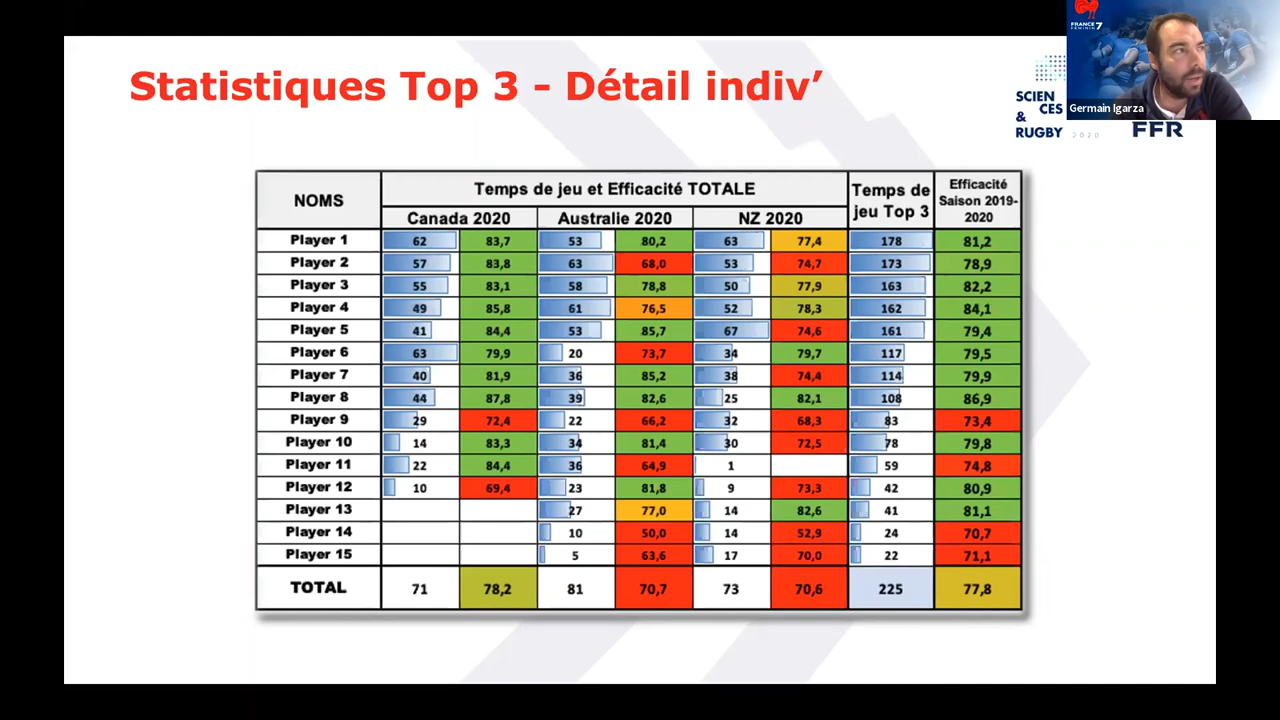 Statistiques Top 3 - Détail indiv’
FRANCE 7
FÉMININ
Germain Igarza
SCIEN
CES
&
RUGBY
2020
FFR
NOMS Temps de jeu et Efficacité TOTALE Temps de jeu Top 3 Efficacité Saison 2019-2020
Canada 2020 Australie 2020 NZ 2020
Player 1 62 83,7 53 80,2 63 77,4 178 81,2
Player 2 57 83,8 63 68,0 53 74,7 173 78,9
Player 3 55 83,1 58 78,8 50 77,9 163 82,2
Player 4 49 85,8 61 76,5 52 78,3 162 84,1
Player 5 41 84,4 53 85,7 67 74,6 161 79,4
Player 6 63 79,9 20 73,7 34 79,7 117 79,5
Player 7 40 81,9 36 85,2 38 74,4 114 79,9
Player 8 44 87,8 39 82,6 25 82,1 108 86,9
Player 9 29 72,4 22 66,2 32 68,3 83 73,4
Player 10 14 83,3 34 81,4 30 72,5 78 79,8
Player 11 22 84,4 36 64,9 1 59 74,8
Player 12 10 69,4 23 81,8 9 73,3 42 80,9
Player 13 27 77,0 14 82,6 41 81,1
Player 14 10 50,0 14 52,9 24 70,7
Player 15 5 63,6 17 70,0 22 71,1
TOTAL 71 78,2 81 70,7 73 70,6 225 77,8